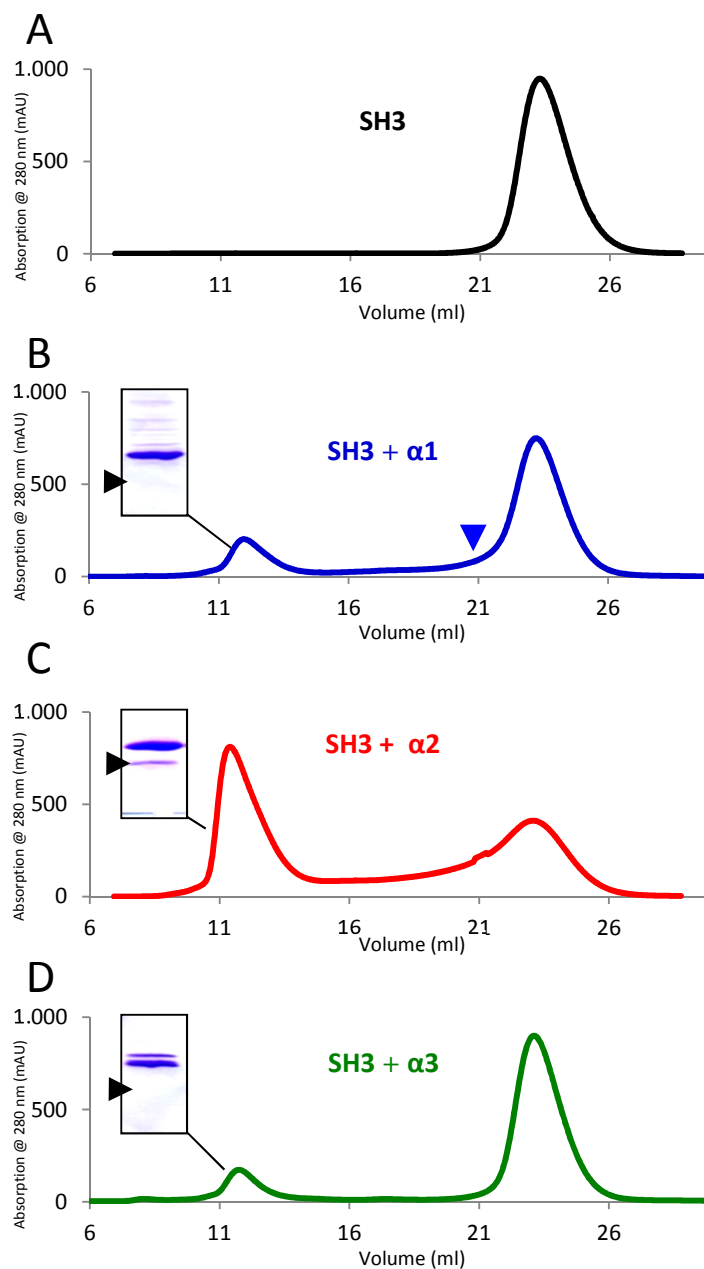 A
Absorption @ 280 nm (mAU)
1.000
500
0
SH3
6 11 16 21 26
Volume (ml)
B
Absorption @ 280 nm (mAU)
1.000
500
0
SH3 + α1
6 11 16 21 26
Volume (ml)
C
Absorption @ 280 nm (mAU)
1.000
500
0
SH3 + α2
6 11 16 21 26
Volume (ml)
D
Absorption @ 280 nm (mAU)
1.000
500
0
SH3 + α3
6 11 16 21 26
Volume (ml)